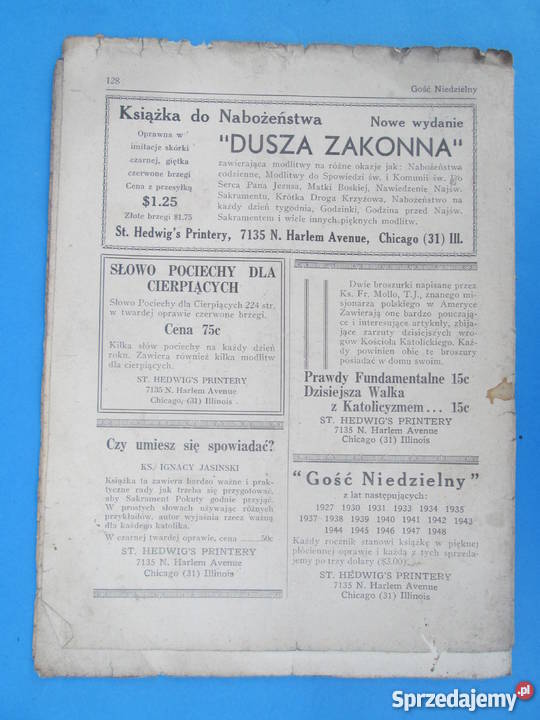 128
Gość Niedzielny
Książka do Nabożeństwa
Nowe wydanie
Oprawna w
imitacje skórki
czarnej, giętka
czerwone brzegi
Cena z przesyłką
$1.25
Złote brzegi $1.75
"DUSZA ZAKONNA"
zawierająca modlitwy na różne okazje jak: Nabożeństwa
codzienne, Modlitwy do Spowiedzi św. i Komunii św. Do
Serca Pana Jezusa, Matki Boskiej, Nawiedzenie Najśw.
Sakramentu, Krótka Droga Krzyżowa, Nabożeństwo na
każdy dzień tygodnia, Godzinki, Godzina przed Najśw.
Sakramentem i wiele innych pięknych modlitw.
St. Hedwig's Printery, 7135 N. Harlem Avenue, Chicago (31) Ill.
SŁOWO POCIECHY DLA
CIERPIĄCYCH
Słowo Pociechy dla Cierpiących 224 str.
w twardej oprawie czerwone brzegi.
Cena 75c
Kilka słów pociechy na każdy dzień
roku. Zawiera również kilka modlitw
dla cierpiących.
ST. HEDWIG'S PRINTERY
7135 N. Harlem Avenue
Chicago, (31) Illinois
Czy umiesz się spowiadać?
KS. IGNACY JASINSKI
Książka ta zawiera bardzo ważne i prak-
tyczne rady jak trzeba się przygotować,
aby Sakrament Pokuty godnie przyjąć.
W prostych słowach używając różnych
przykładów, autor wyjaśnia rzecz ważną
dla każdego katolika.
W czarnej twardej oprawie, cena .....50c
ST. HEDWIG'S PRINTERY
7135 N. Harlem Avenue
Chicago (31) Illinois
Dwie broszurki napisane przez
Ks. Fr. Mollo, T.J., znanego mi-
sjonarza polskiego w Ameryce
Zawierają one bardzo pouczają-
ce i interesujące artykuły, zbija-
jące zarzuty dzisiejszych wro-
gów Kościoła Katolickiego. Każ-
dy powinien obie te broszury
posiadać w domu swoim.
Prawdy Fundamentalne 15c
Dzisiejsza Walka
z Katolicyzmem... 15c
ST. HEDWIG'S PRINTERY
7135 N. Harlem Avenue
Chicago (31) Illinois
"Gość Niedzielny"
z lat następujących:
1927 1930 1931 1933 1934 1935
1937 1938 1939 1940 1941 1942 1943
1944 1945 1946 1947 1948
Każdy rocznik stanowi książkę w pięknej
płóciennej oprawie i każdą z tych sprzeda-
jemy po trzy dolary ($3.00)
ST. HEDWIG'S PRINTERY
7135 N. Harlem Avenue
Chicago (31) Illinois
Sprzedajemy.pl